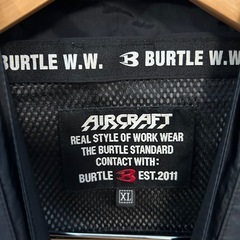 BURTLE W.W. BURTLE W.W.
AIRCRAFT
REAL STYLE OF WORK WEAR
THE BURTLE STANDARD
CONTACT WITH:
BURTLE EST.2011
XL